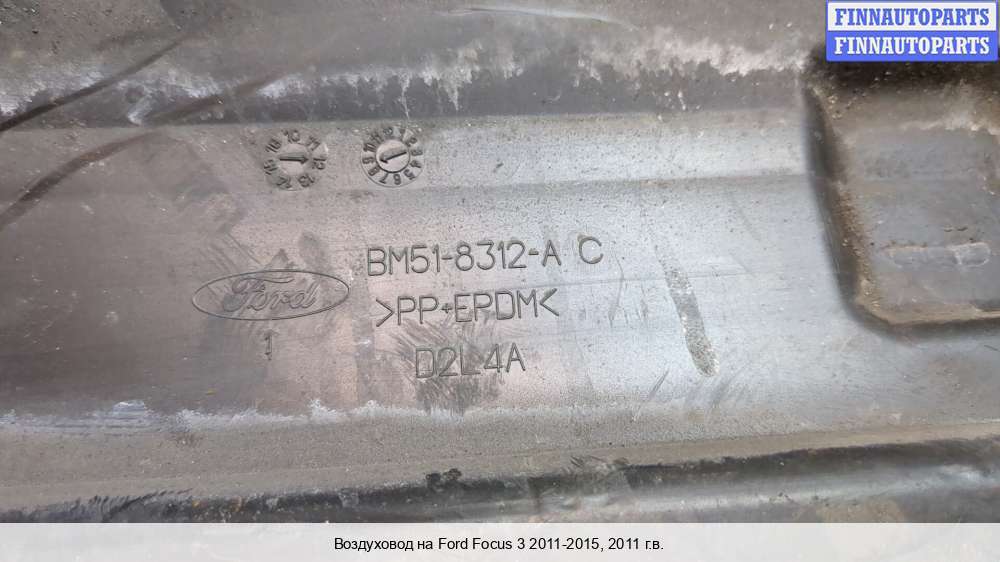 FINNAUTOPARTS
FINNAUTOPARTS
BM51-8312-A C
Ford
>PP+EPDM<
1
D2L4A
Воздуховод на Ford Focus 3 2011-2015, 2011 г.в.